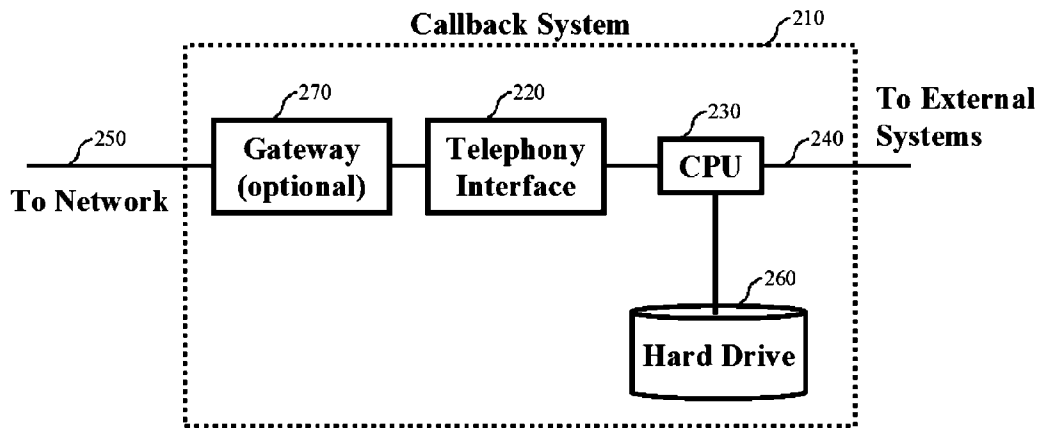 Callback System
210
270
220
230
To External
Systems
250
240
Gateway
(optional)
Telephony
Interface
CPU
To Network
260
Hard Drive